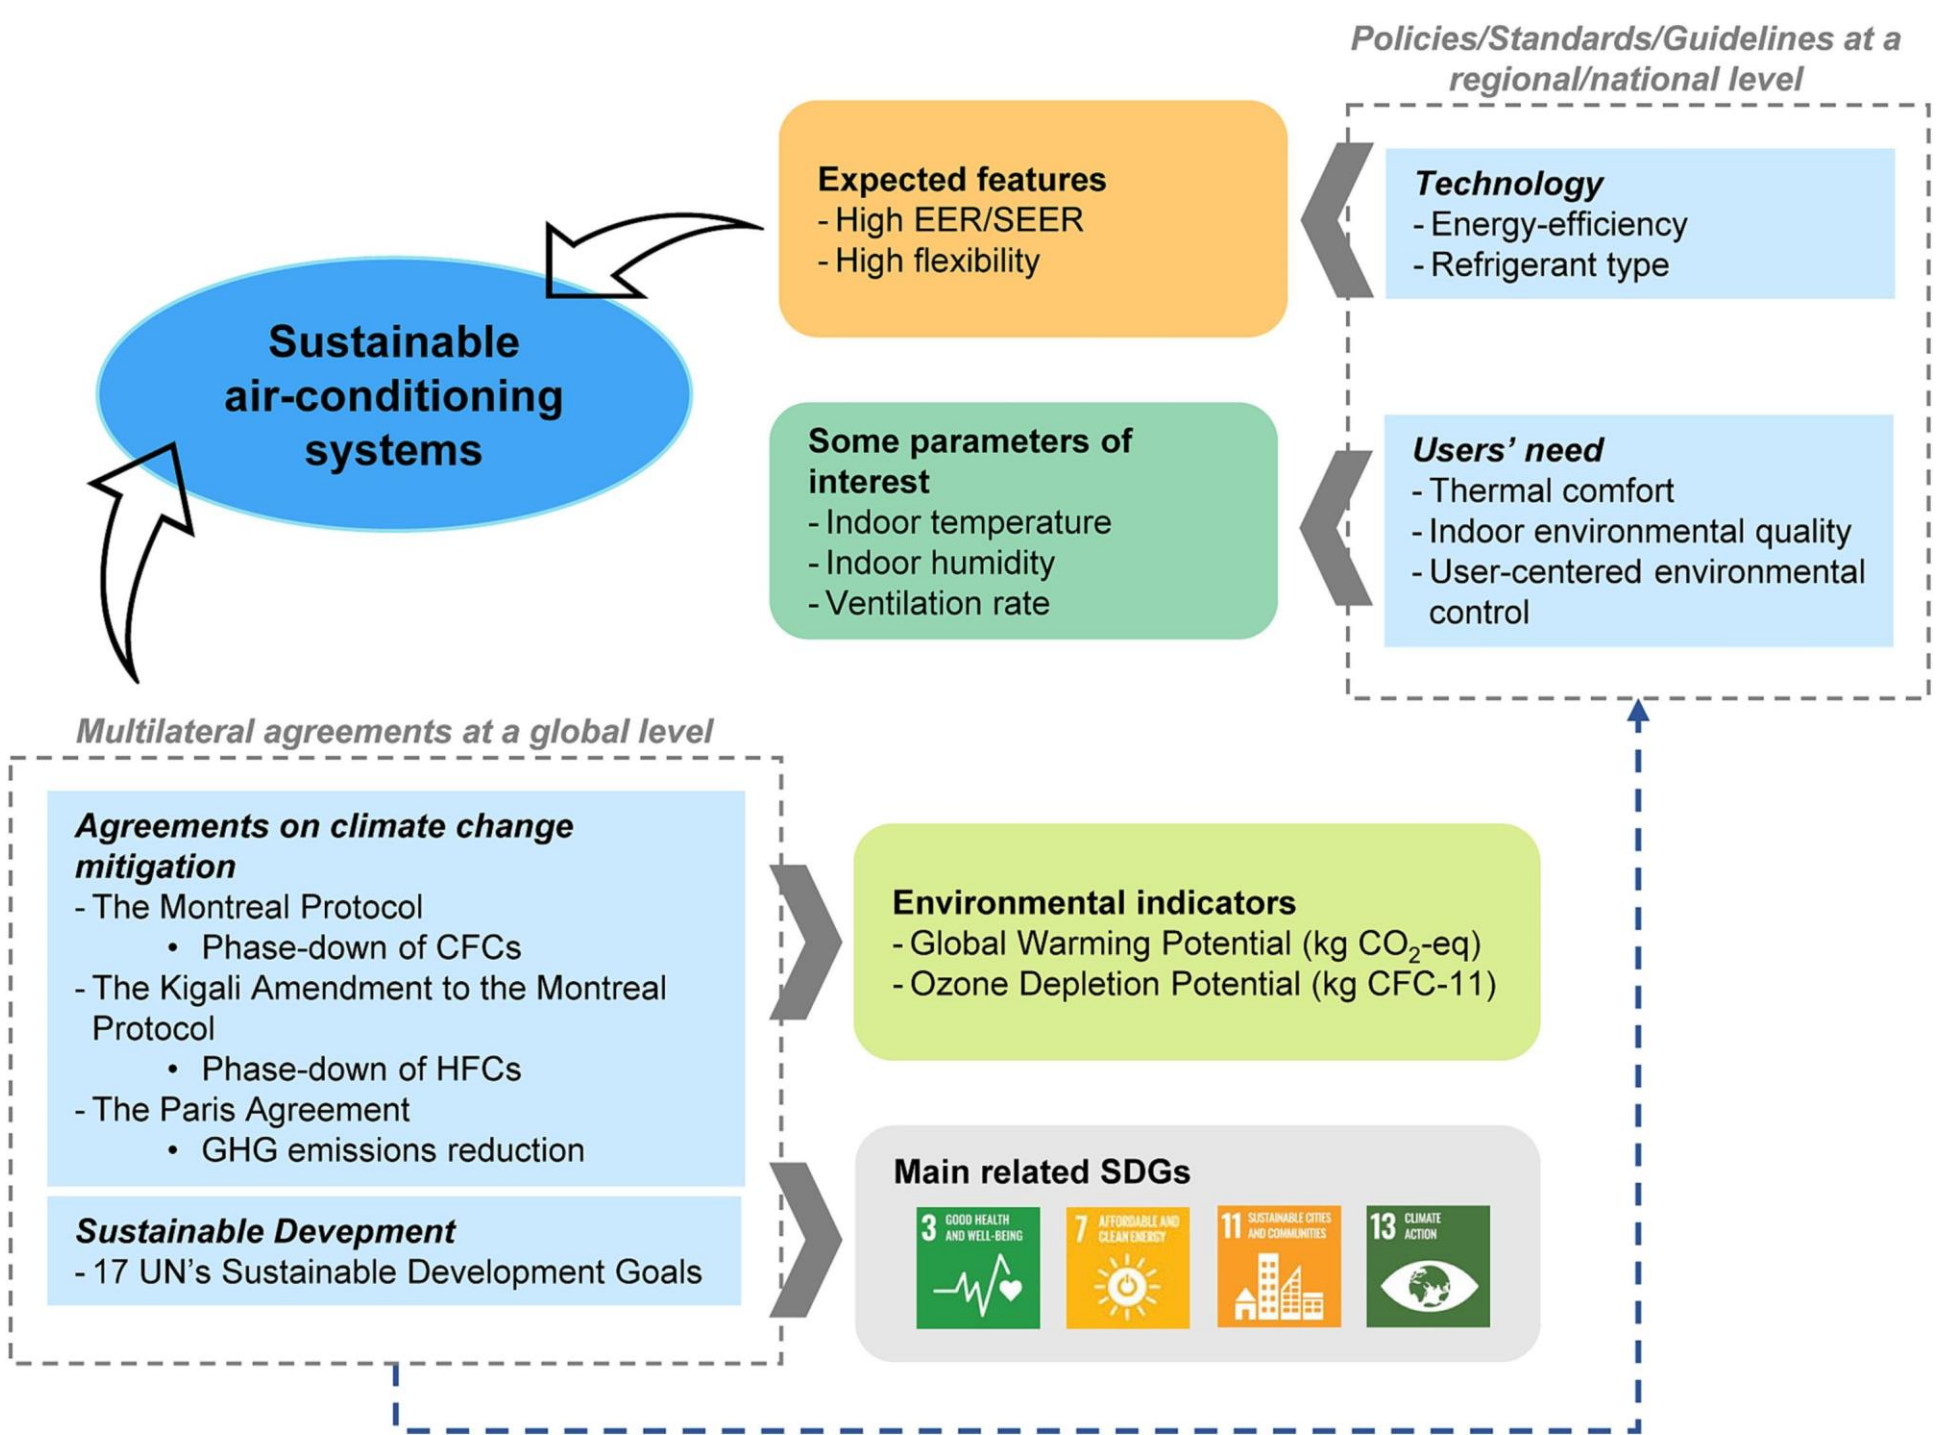 Policies/Standards/Guidelines at a
regional/national level
Expected features
- High EER/SEER
- High flexibility
Technology
- Energy-efficiency
- Refrigerant type
Sustainable
air-conditioning
systems
Some parameters of
interest
- Indoor temperature
- Indoor humidity
- Ventilation rate
Users’ need
- Thermal comfort
- Indoor environmental quality
- User-centered environmental
control
Multilateral agreements at a global level
Agreements on climate change
mitigation
- The Montreal Protocol
• Phase-down of CFCs
- The Kigali Amendment to the Montreal
Protocol
• Phase-down of HFCs
- The Paris Agreement
• GHG emissions reduction
Sustainable Devepment
- 17 UN’s Sustainable Development Goals
Environmental indicators
- Global Warming Potential (kg CO₂-eq)
- Ozone Depletion Potential (kg CFC-11)
Main related SDGs
3 GOOD HEALTH
AND WELL-BEING
7 AFFORDABLE AND
CLEAN ENERGY
11 SUSTAINABLE CITIES
AND COMMUNITIES
13 CLIMATE
ACTION